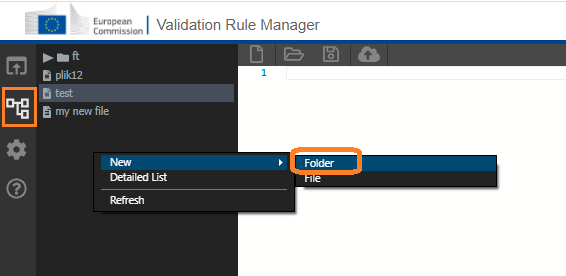 European
Commission
Validation Rule Manager
ft
plik12
test
my new file
1
New
Folder
Detailed List
File
Refresh